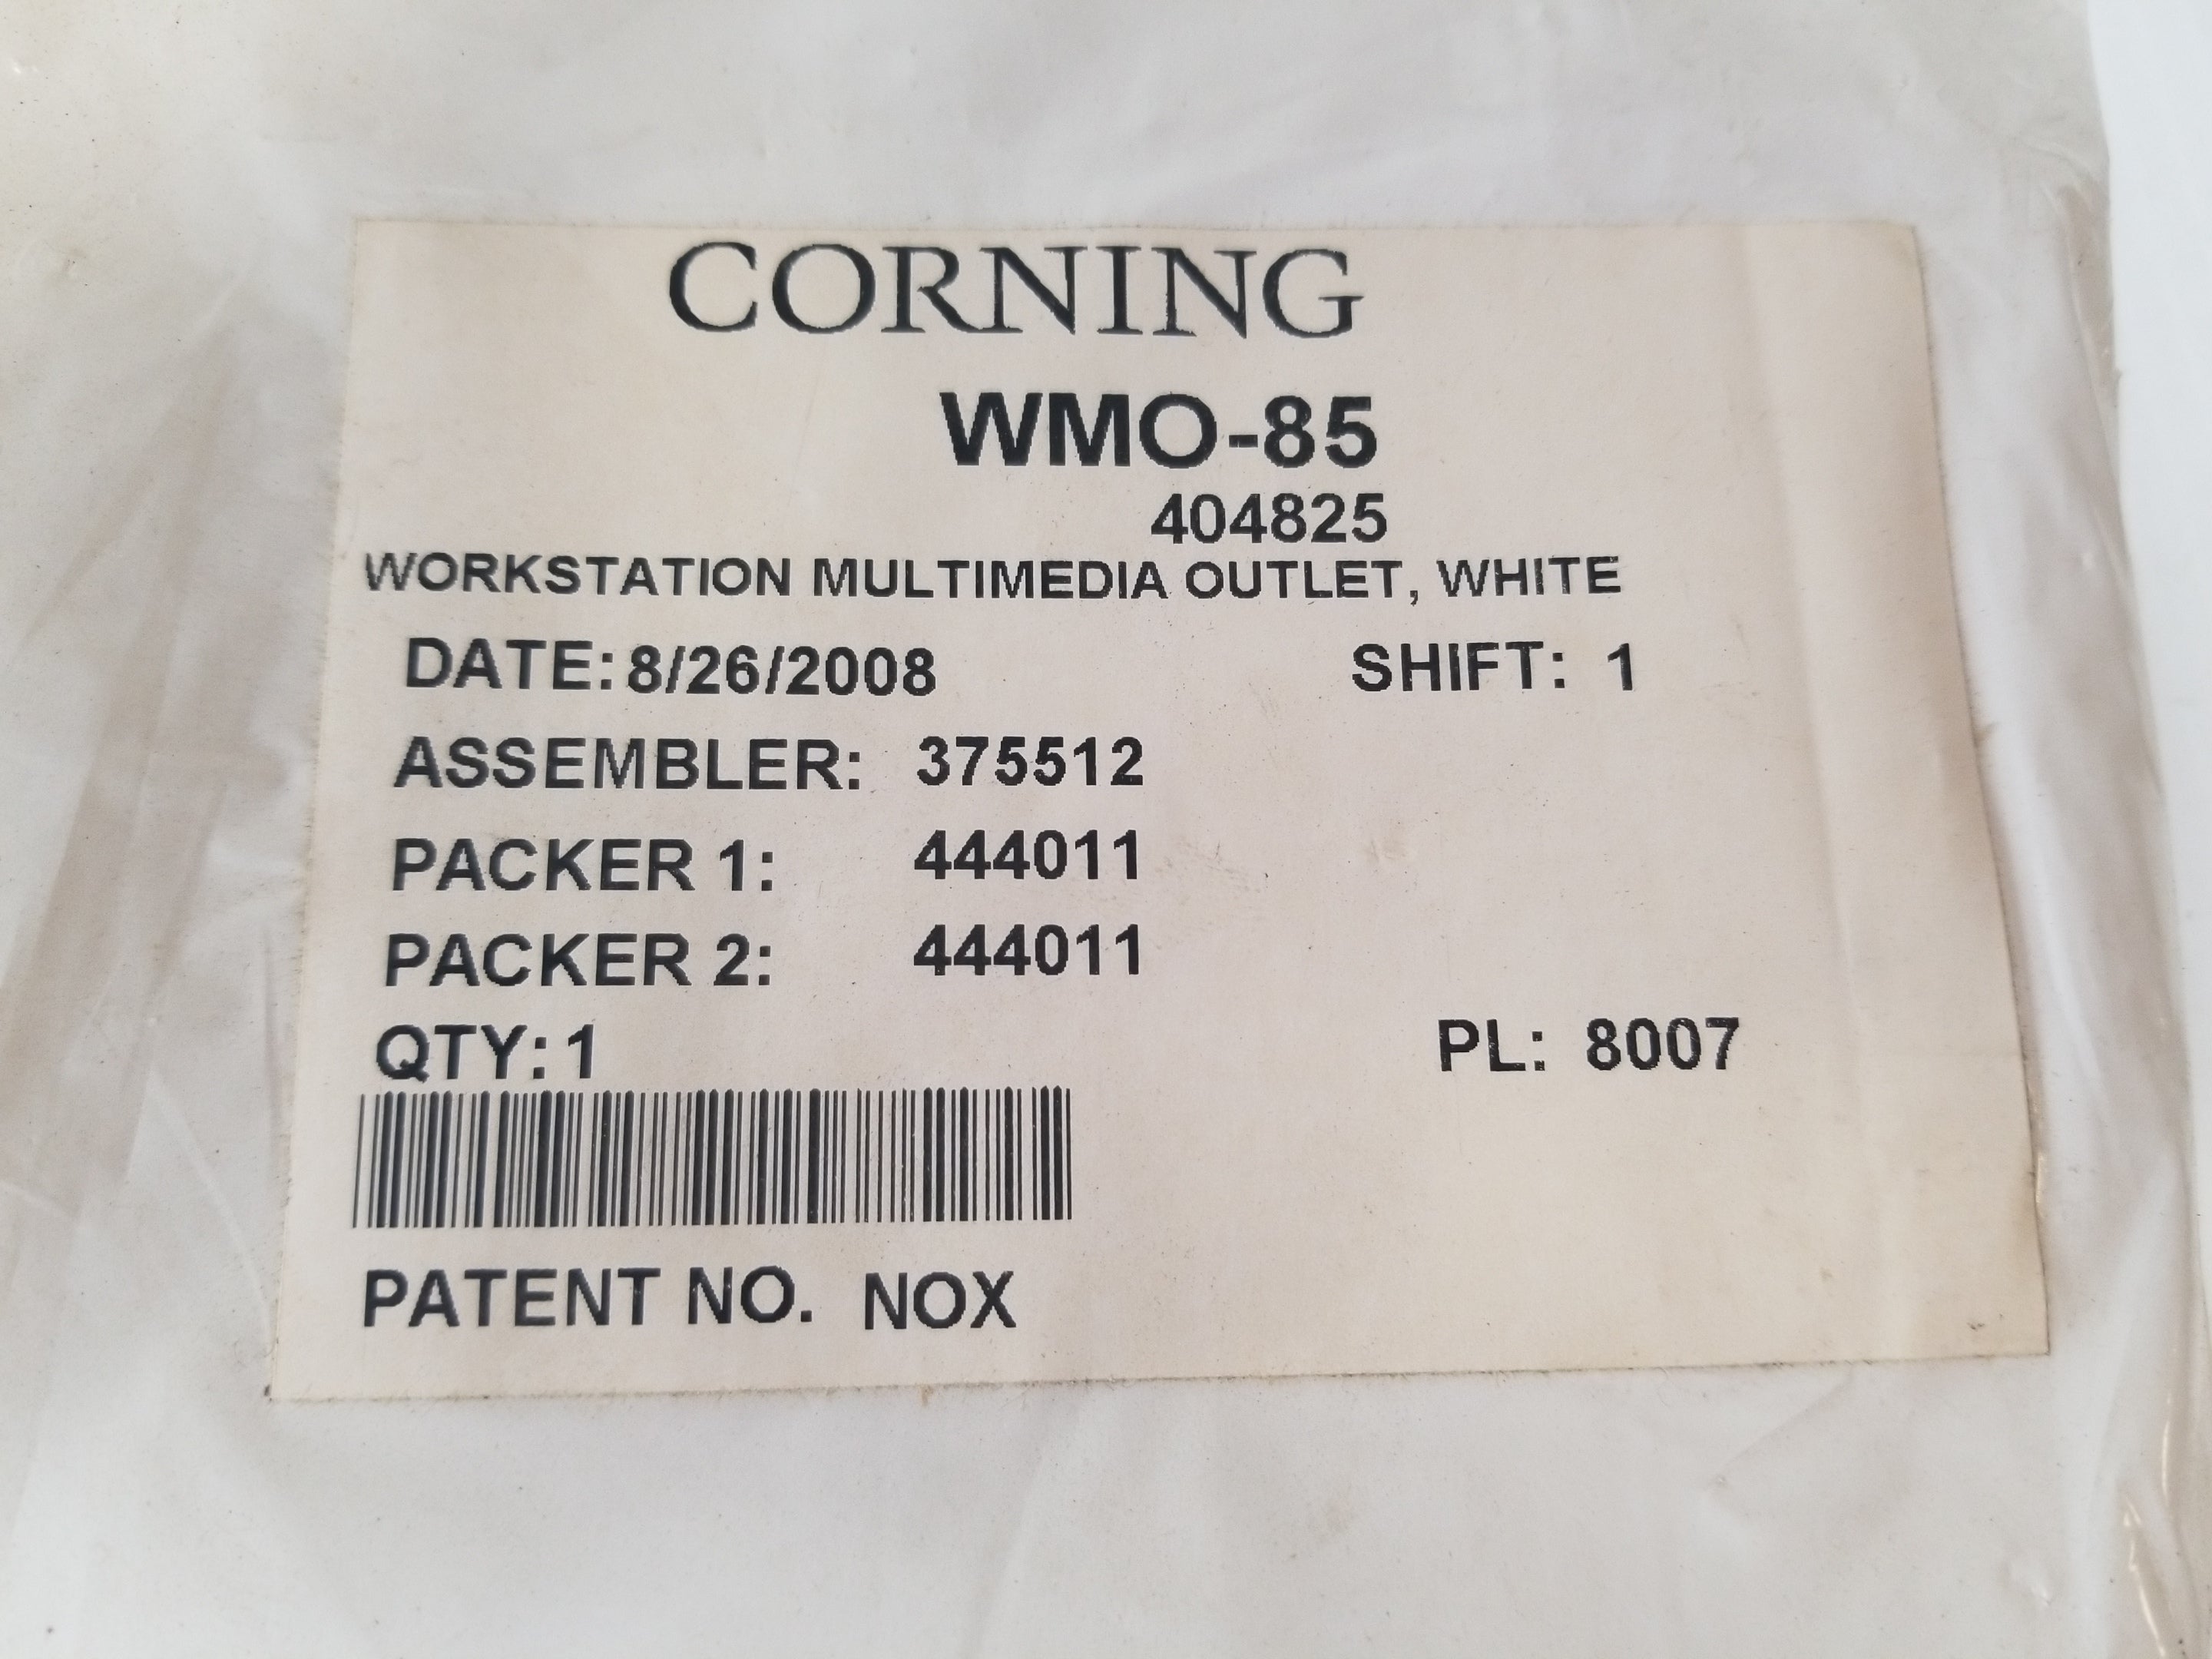 CORNING
WMO-85
404825
WORKSTATION MULTIMEDIA OUTLET, WHITE
DATE: 8/26/2008 SHIFT: 1
ASSEMBLER: 375512
PACKER 1: 444011
PACKER 2: 444011
QTY: 1 PL: 8007
PATENT NO. NOX